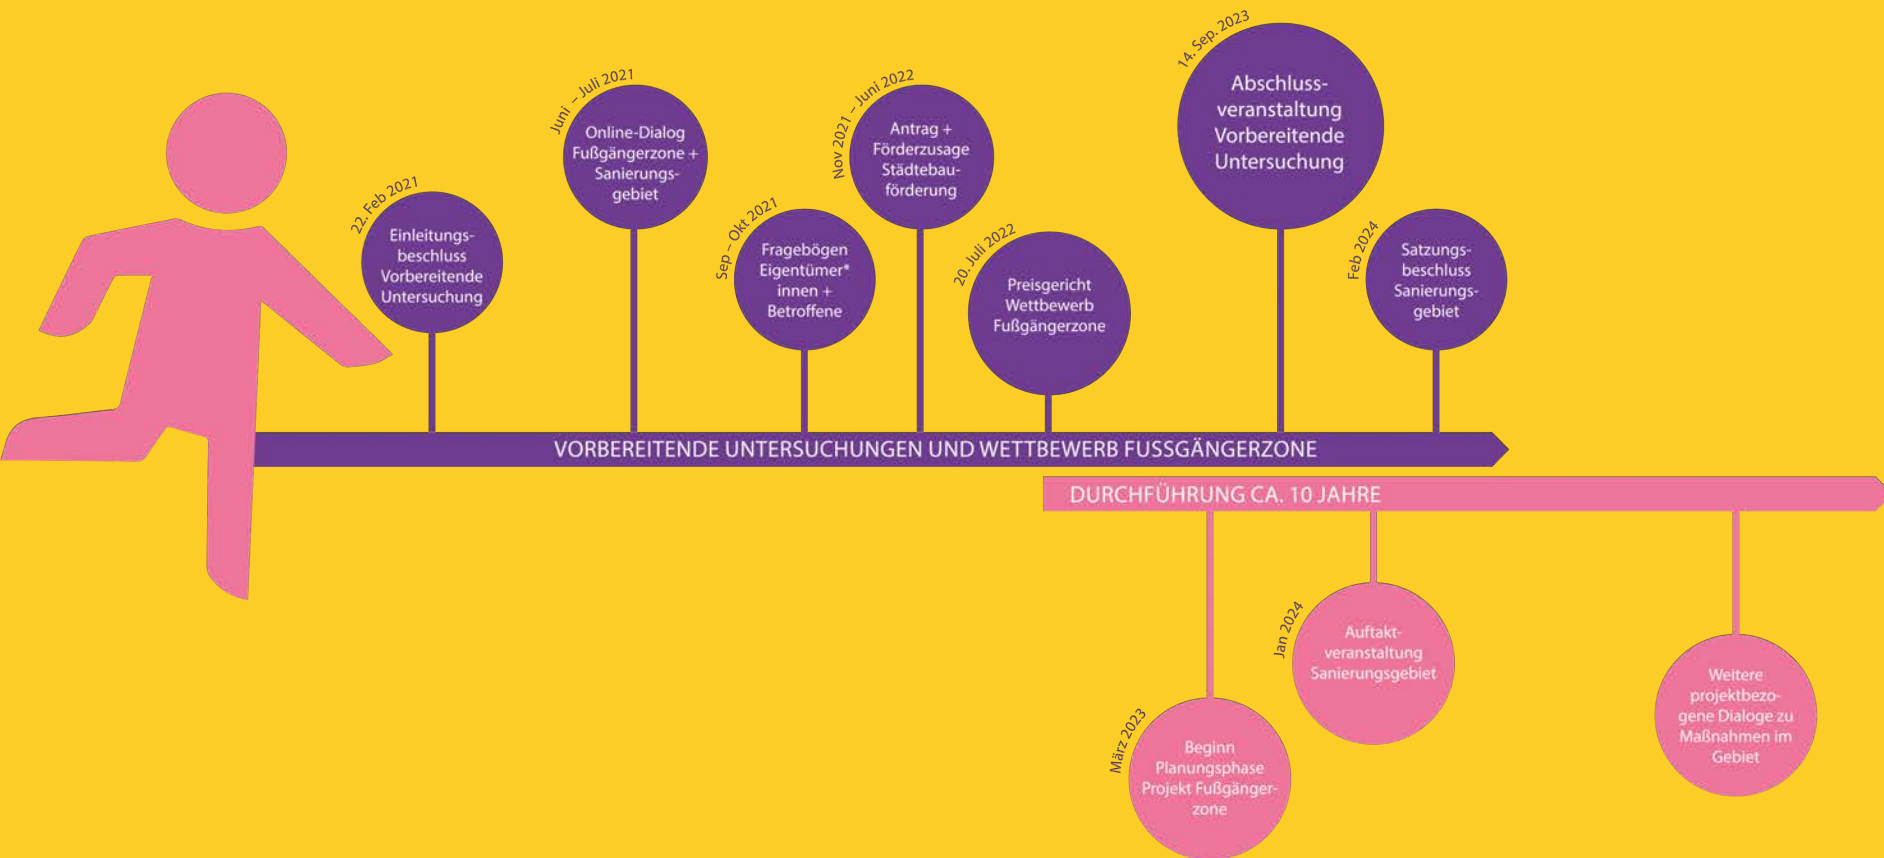 22. Feb 2021
Einleitungs-
beschluss
Vorbereitende
Untersuchung
Juni – Juli 2021
Online-Dialog
Fußgängerzone +
Sanierungs-
gebiet
Sep – Okt 2021
Fragebögen
Eigentümer*
innen +
Betroffene
Nov 2021 – Juni 2022
Antrag +
Förderzusage
Städtebau-
förderung
20. Juli 2022
Preisgericht
Wettbewerb
Fußgängerzone
14. Sep. 2023
Abschluss-
veranstaltung
Vorbereitende
Untersuchung
Feb 2024
Satzungs-
beschluss
Sanierungs-
gebiet
VORBEREITENDE UNTERSUCHUNGEN UND WETTBEWERB FUSSGÄNGERZONE
DURCHFÜHRUNG CA. 10 JAHRE
März 2023
Beginn
Planungsphase
Projekt Fußgänger-
zone
Jan 2024
Auftakt-
veranstaltung
Sanierungsgebiet
Weitere
projektbezo-
gene Dialoge zu
Maßnahmen im
Gebiet